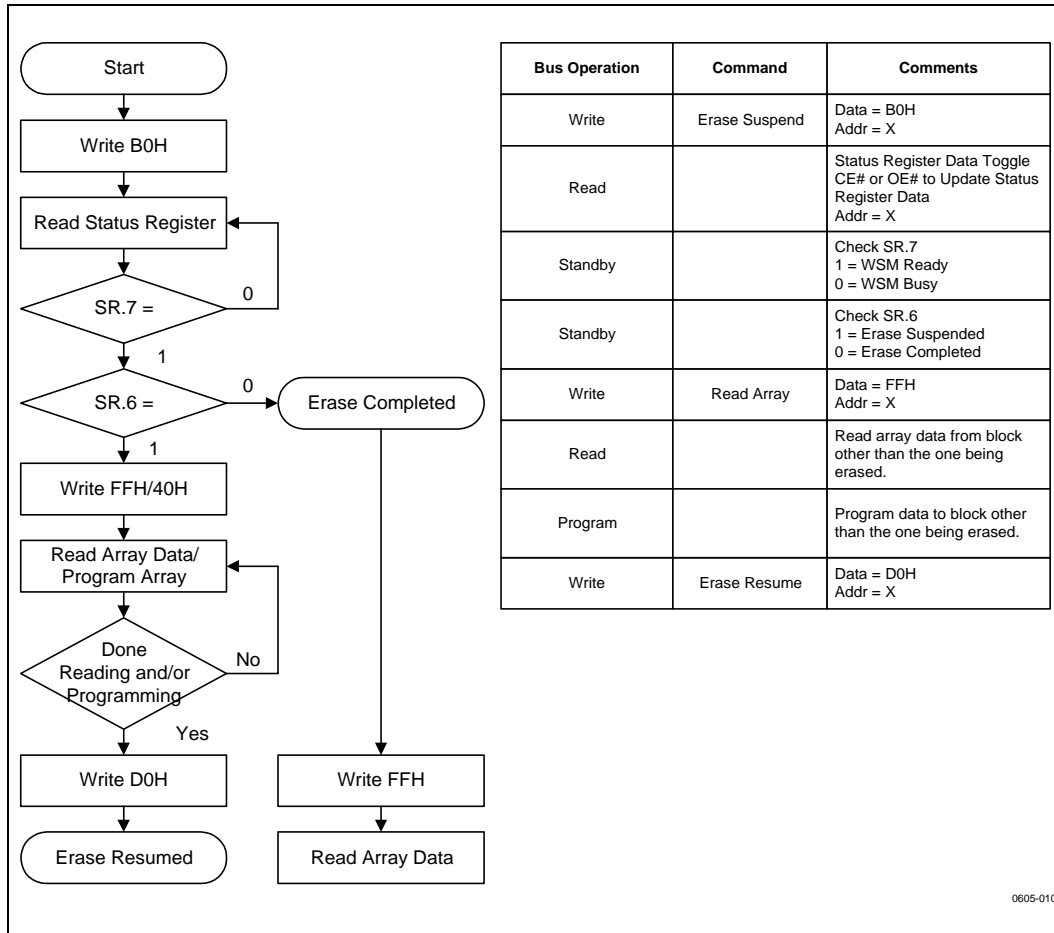 Start
Write B0H
Read Status Register
SR.7 =
0
1
SR.6 =
0
Erase Completed
1
Write FFH/40H
Read Array Data/
Program Array
Done
Reading and/or
Programming
No
Yes
Write D0H
Write FFH
Erase Resumed
Read Array Data
Bus Operation Command Comments
Write Erase Suspend Data = B0H
Addr = X
Read Status Register Data Toggle
CE# or OE# to Update Status
Register Data
Addr = X
Standby Check SR.7
1 = WSM Ready
0 = WSM Busy
Standby Check SR.6
1 = Erase Suspended
0 = Erase Completed
Write Read Array Data = FFH
Addr = X
Read Read array data from block
other than the one being
erased.
Program Program data to block other
than the one being erased.
Write Erase Resume Data = D0H
Addr = X
0605-010